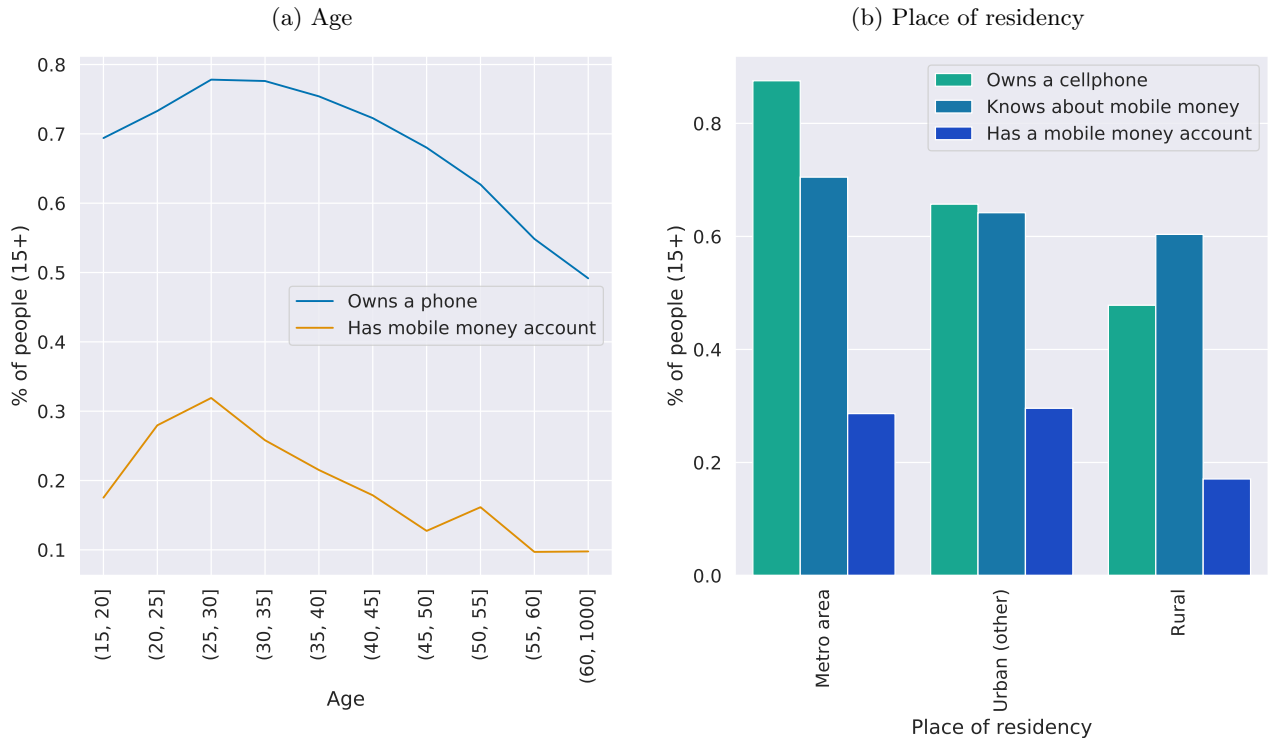 (a) Age
% of people (15+)
0.8
0.7
0.6
0.5
0.4
0.3
0.2
0.1
Owns a phone
Has mobile money account
(15, 20]
(20, 25]
(25, 30]
(30, 35]
(35, 40]
(40, 45]
(45, 50]
(50, 55]
(55, 60]
(60, 1000]
Age
(b) Place of residency
% of people (15+)
0.8
0.6
0.4
0.2
0.0
Owns a cellphone
Knows about mobile money
Has a mobile money account
Metro area
Urban (other)
Rural
Place of residency